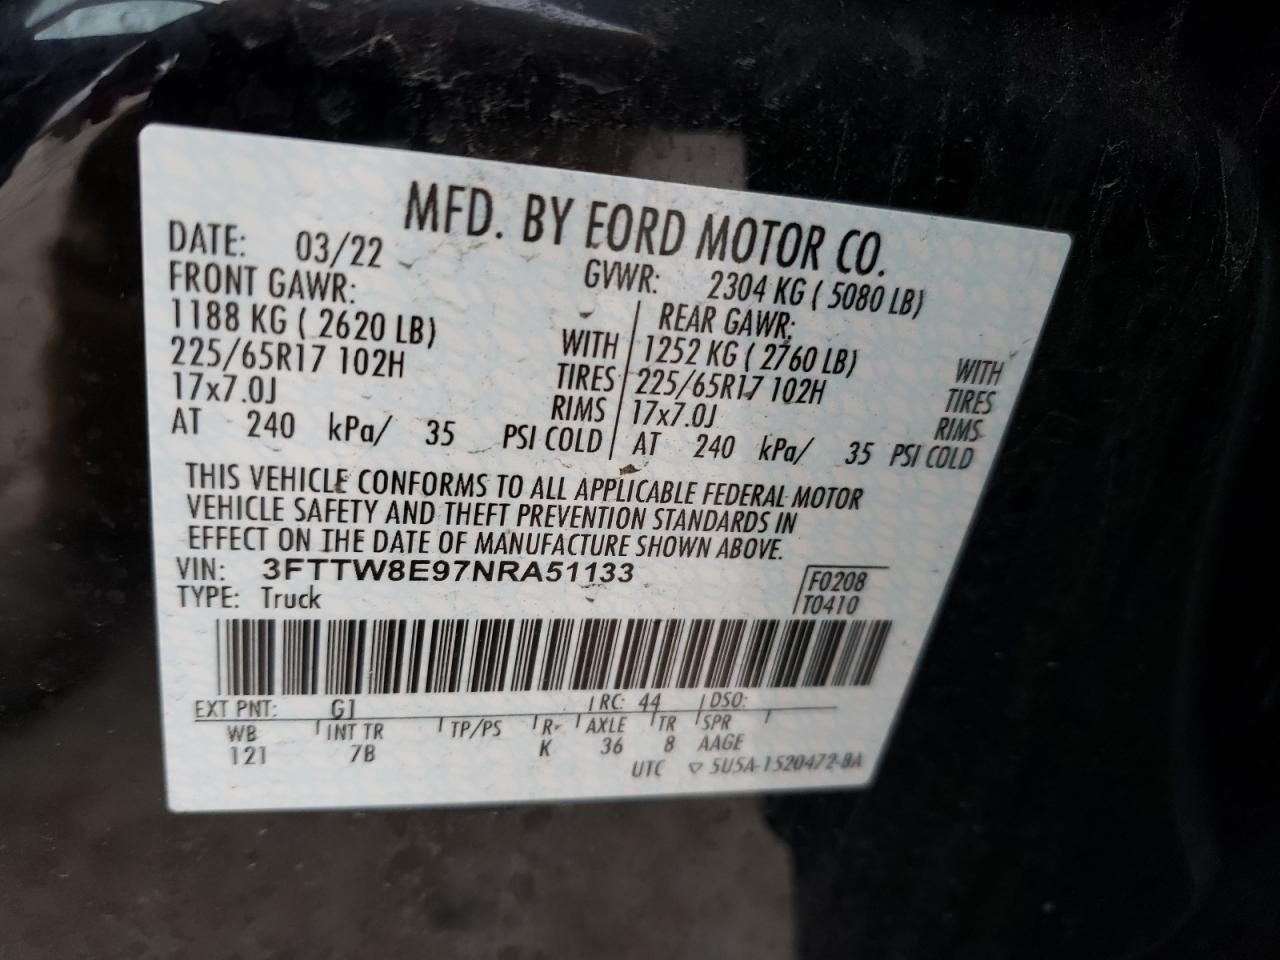 MFD. BY FORD MOTOR CO.
DATE: 03/22 GVWR: 2304 KG ( 5080 LB)
FRONT GAWR: REAR GAWR:
1188 KG ( 2620 LB) WITH 1252 KG ( 2760 LB) WITH
225/65R17 102H TIRES 225/65R17 102H TIRES
17x7.0J RIMS 17x7.0J RIMS
AT 240 kPa/ 35 PSI COLD AT 240 kPa/ 35 PSI COLD
THIS VEHICLE CONFORMS TO ALL APPLICABLE FEDERAL MOTOR
VEHICLE SAFETY AND THEFT PREVENTION STANDARDS IN
EFFECT ON THE DATE OF MANUFACTURE SHOWN ABOVE.
VIN: 3FTTW8E97NRA51133 F0208
TYPE: Truck T0410
EXT PNT: G1 RC: 44 DSO:
WB INT TR TP/PS R AXLE TR SPR
121 7B K 36 8 AAGE
UTC ▽ 5U5A-1520472-BA